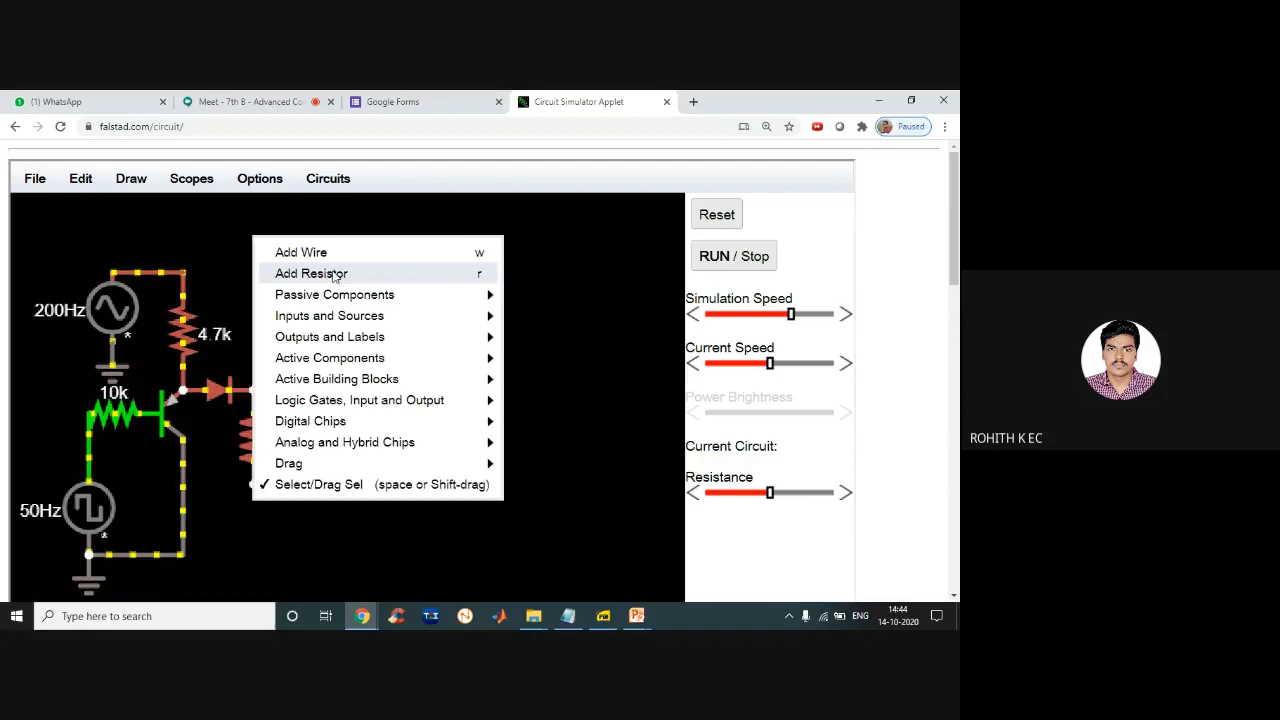 (1) WhatsApp
Meet - 7th B - Advanced Co
Google Forms
Circuit Simulator Applet
falstad.com/circuit/
Paused
File Edit Draw Scopes Options Circuits
Reset
RUN / Stop
Simulation Speed
Current Speed
Power Brightness
Current Circuit:
Resistance
Add Wire w
Add Resistor r
Passive Components
Inputs and Sources
Outputs and Labels
Active Components
Active Building Blocks
Logic Gates, Input and Output
Digital Chips
Analog and Hybrid Chips
Drag
✓ Select/Drag Sel (space or Shift-drag)
200Hz
4.7k
10k
50Hz
ROHITH K EC
Type here to search
ENG
14:44
14-10-2020